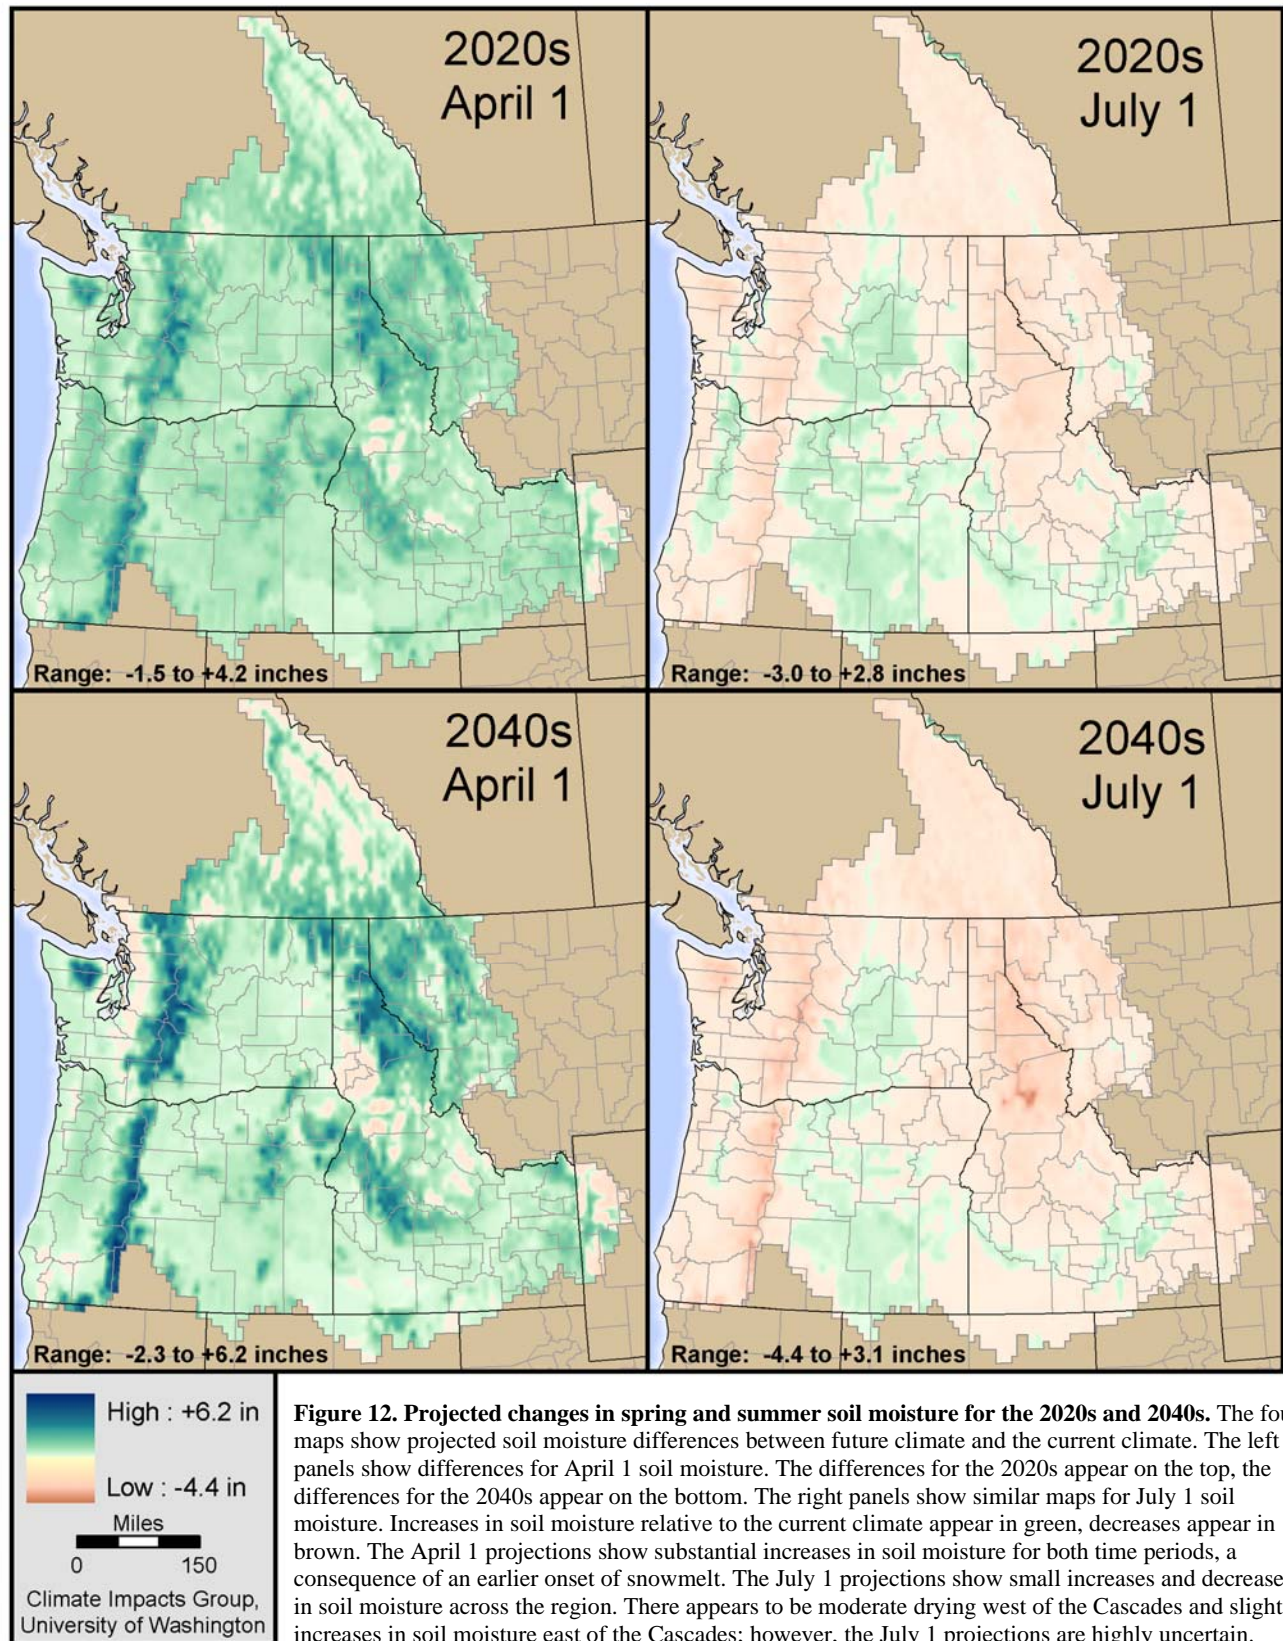 2020s
April 1
Range: -1.5 to +4.2 inches
2020s
July 1
Range: -3.0 to +2.8 inches
2040s
April 1
Range: -2.3 to +6.2 inches
2040s
July 1
Range: -4.4 to +3.1 inches
High : +6.2 in
Low : -4.4 in
Miles
0 150
Climate Impacts Group,
University of Washington
Figure 12. Projected changes in spring and summer soil moisture for the 2020s and 2040s. The fou
maps show projected soil moisture differences between future climate and the current climate. The left
panels show differences for April 1 soil moisture. The differences for the 2020s appear on the top, the
differences for the 2040s appear on the bottom. The right panels show similar maps for July 1 soil
moisture. Increases in soil moisture relative to the current climate appear in green, decreases appear in
brown. The April 1 projections show substantial increases in soil moisture for both time periods, a
consequence of an earlier onset of snowmelt. The July 1 projections show small increases and decrease
in soil moisture across the region. There appears to be moderate drying west of the Cascades and slight
increases in soil moisture east of the Cascades; however, the July 1 projections are highly uncertain.